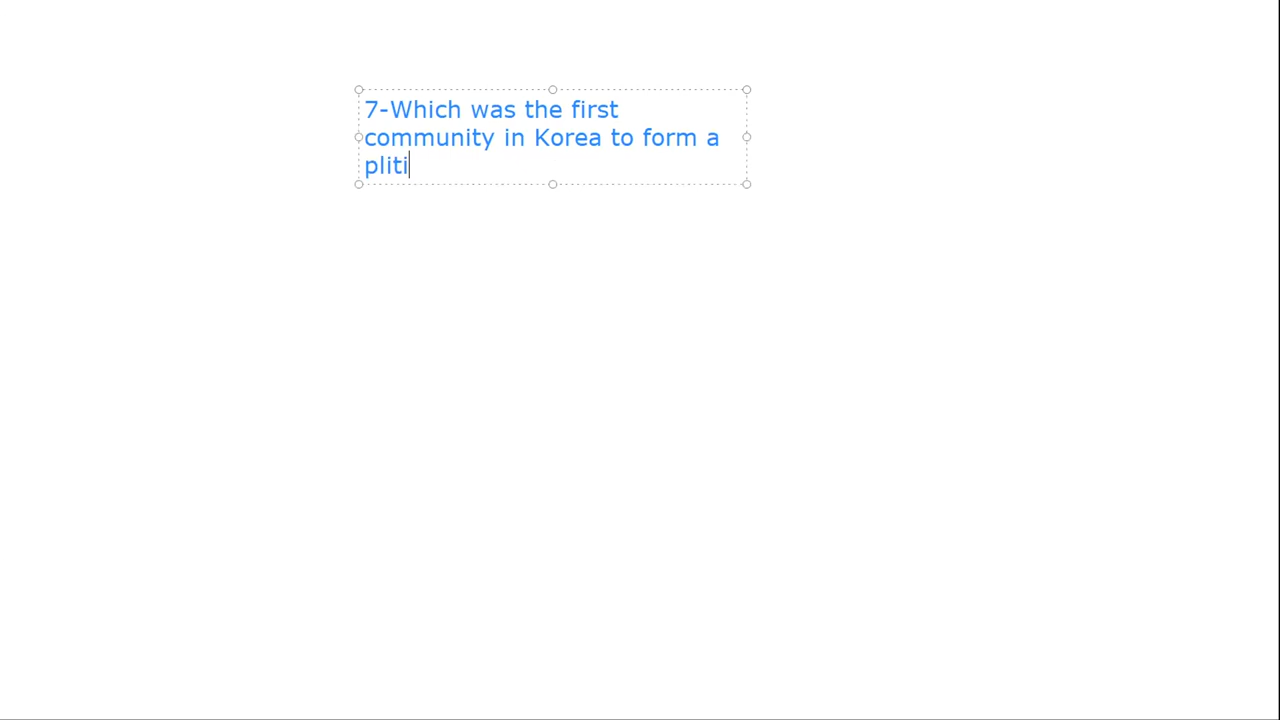 7-Which was the first
community in Korea to form a
pliti